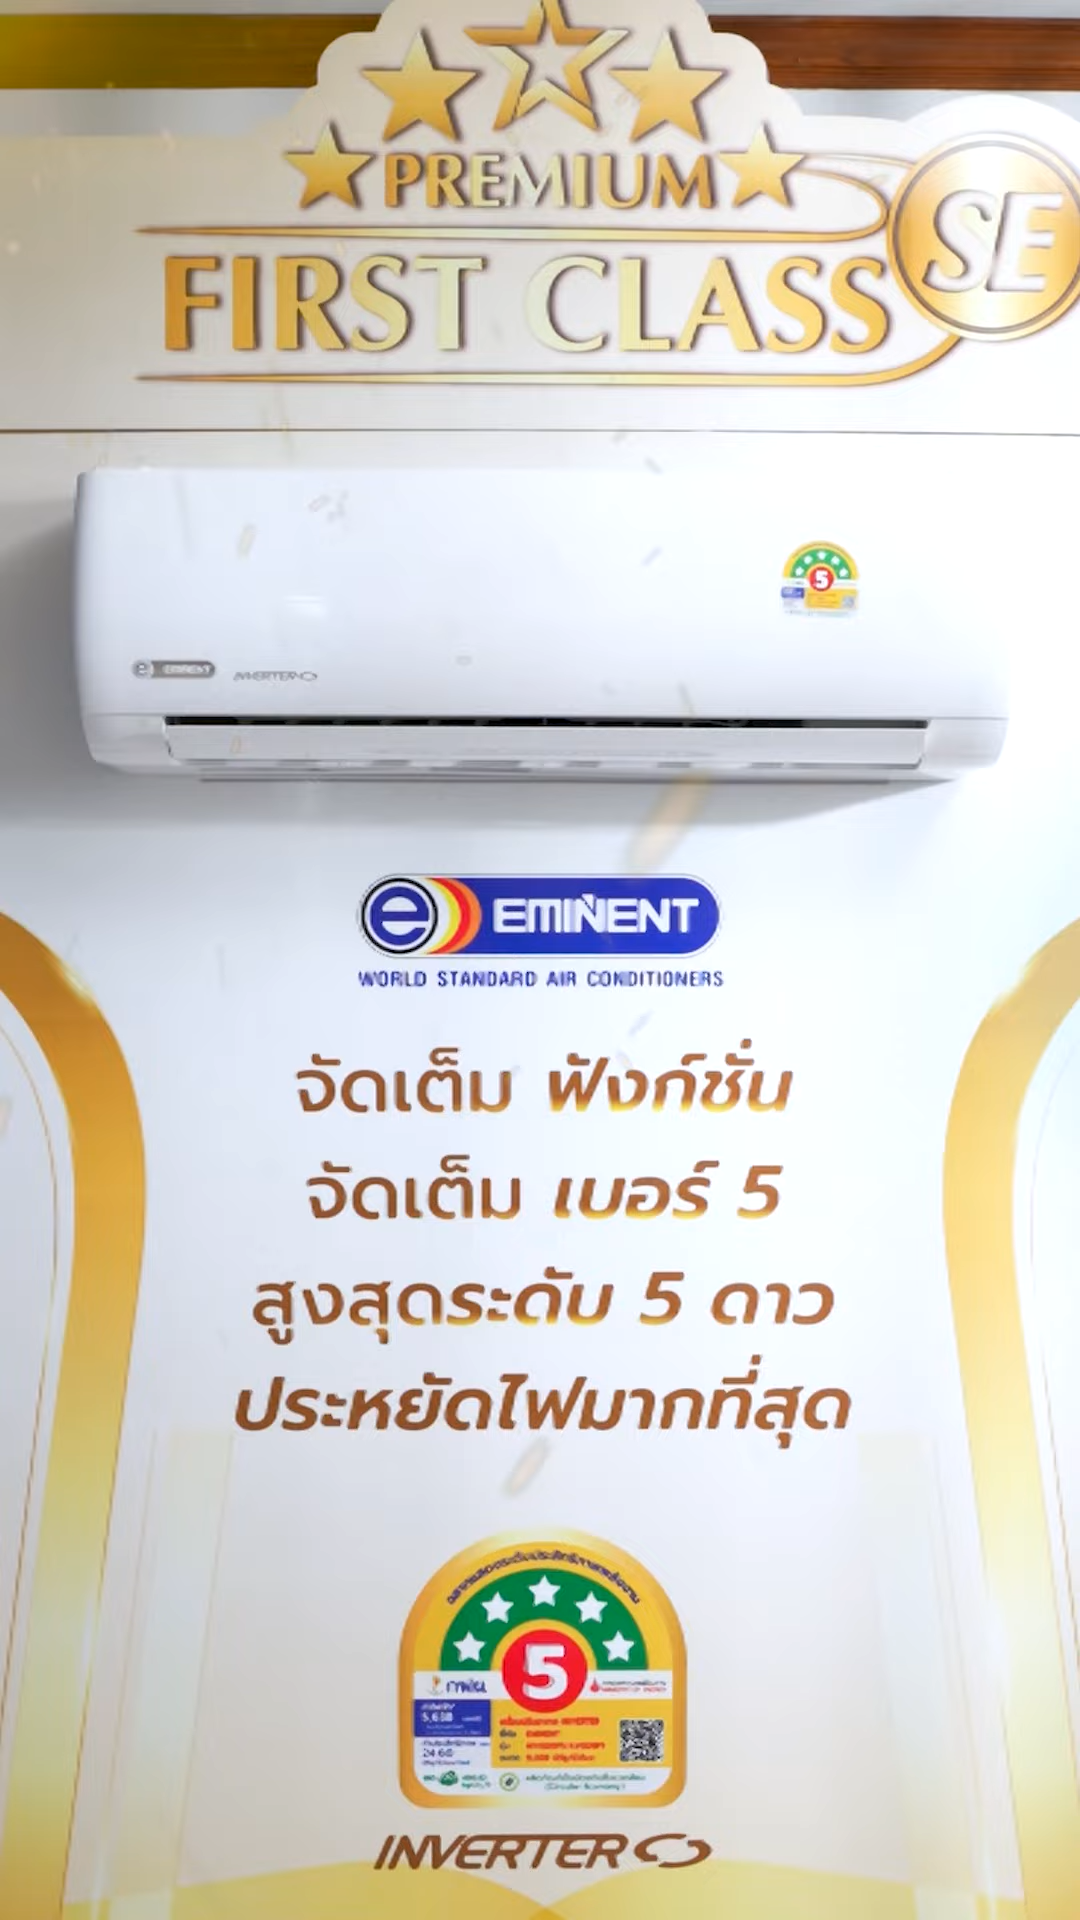 PREMIUM
FIRST CLASS
SE
5
EMINENT
INVERTER
EMINENT
WORLD STANDARD AIR CONDITIONERS
จัดเต็ม ฟังก์ชั่น
จัดเต็ม เบอร์ 5
สูงสุดระดับ 5 ดาว
ประหยัดไฟมากที่สุด
5
INVERTER